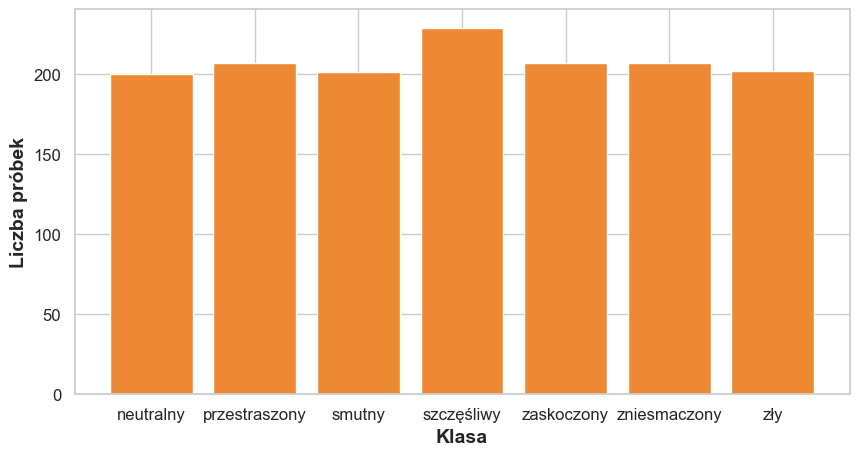 200
150
100
50
0
Liczba próbek
neutralny przestraszony smutny szczęśliwy zaskoczony zniesmaczony zły
Klasa